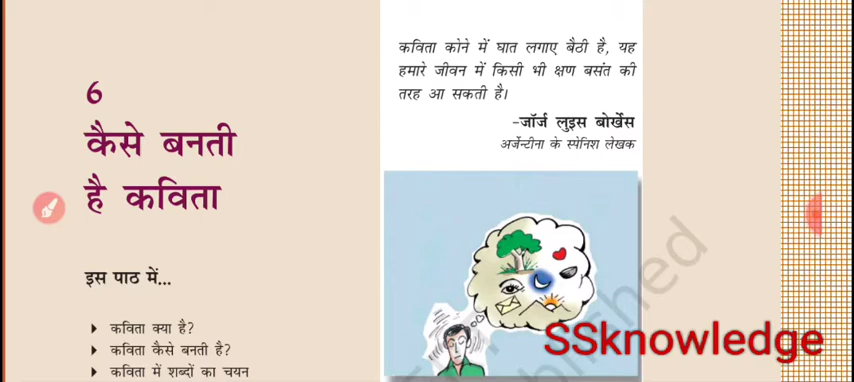 6
कैसे बनती
है कविता
इस पाठ में...
कविता क्या है?
कविता कैसे बनती है?
कविता में शब्दों का चयन
कविता कोने में घात लगाए बैठी है, यह
हमारे जीवन में किसी भी क्षण बसंत की
तरह आ सकती है।
-जॉर्ज लुइस बोर्खेस
अर्जेन्टीना के स्पेनिश लेखक
published
SSknowledge